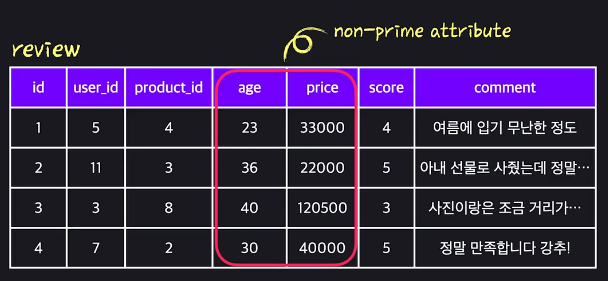 non-prime attribute
review
id user_id product_id age price score comment
1 5 4 23 33000 4 여름에 입기 무난한 정도
2 11 3 36 22000 5 아내 선물로 사줬는데 정말…
3 3 8 40 120500 3 사진이랑은 조금 거리가…
4 7 2 30 40000 5 정말 만족합니다 강추!